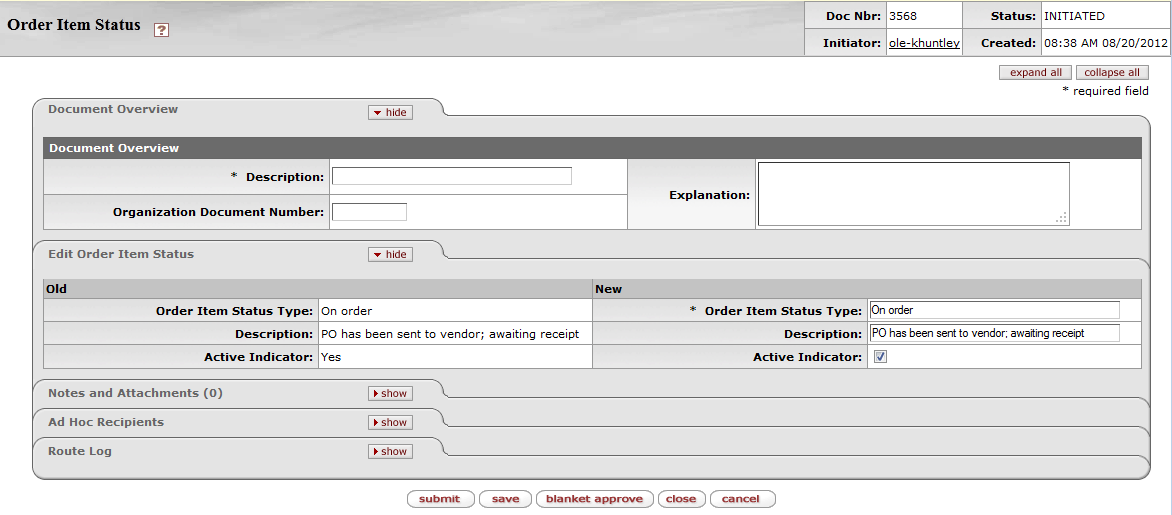 Order Item Status ?
Doc Nbr: 3568 Status: INITIATED
Initiator: ole-khuntley Created: 08:38 AM 08/20/2012
expand all collapse all
* required field
Document Overview hide
Document Overview
* Description: Explanation:
Organization Document Number:
Edit Order Item Status hide
Old New
Order Item Status Type: On order * Order Item Status Type: On order
Description: PO has been sent to vendor; awaiting receipt Description: PO has been sent to vendor; awaiting receipt
Active Indicator: Yes Active Indicator:
Notes and Attachments (0) show
Ad Hoc Recipients show
Route Log show
submit save blanket approve close cancel